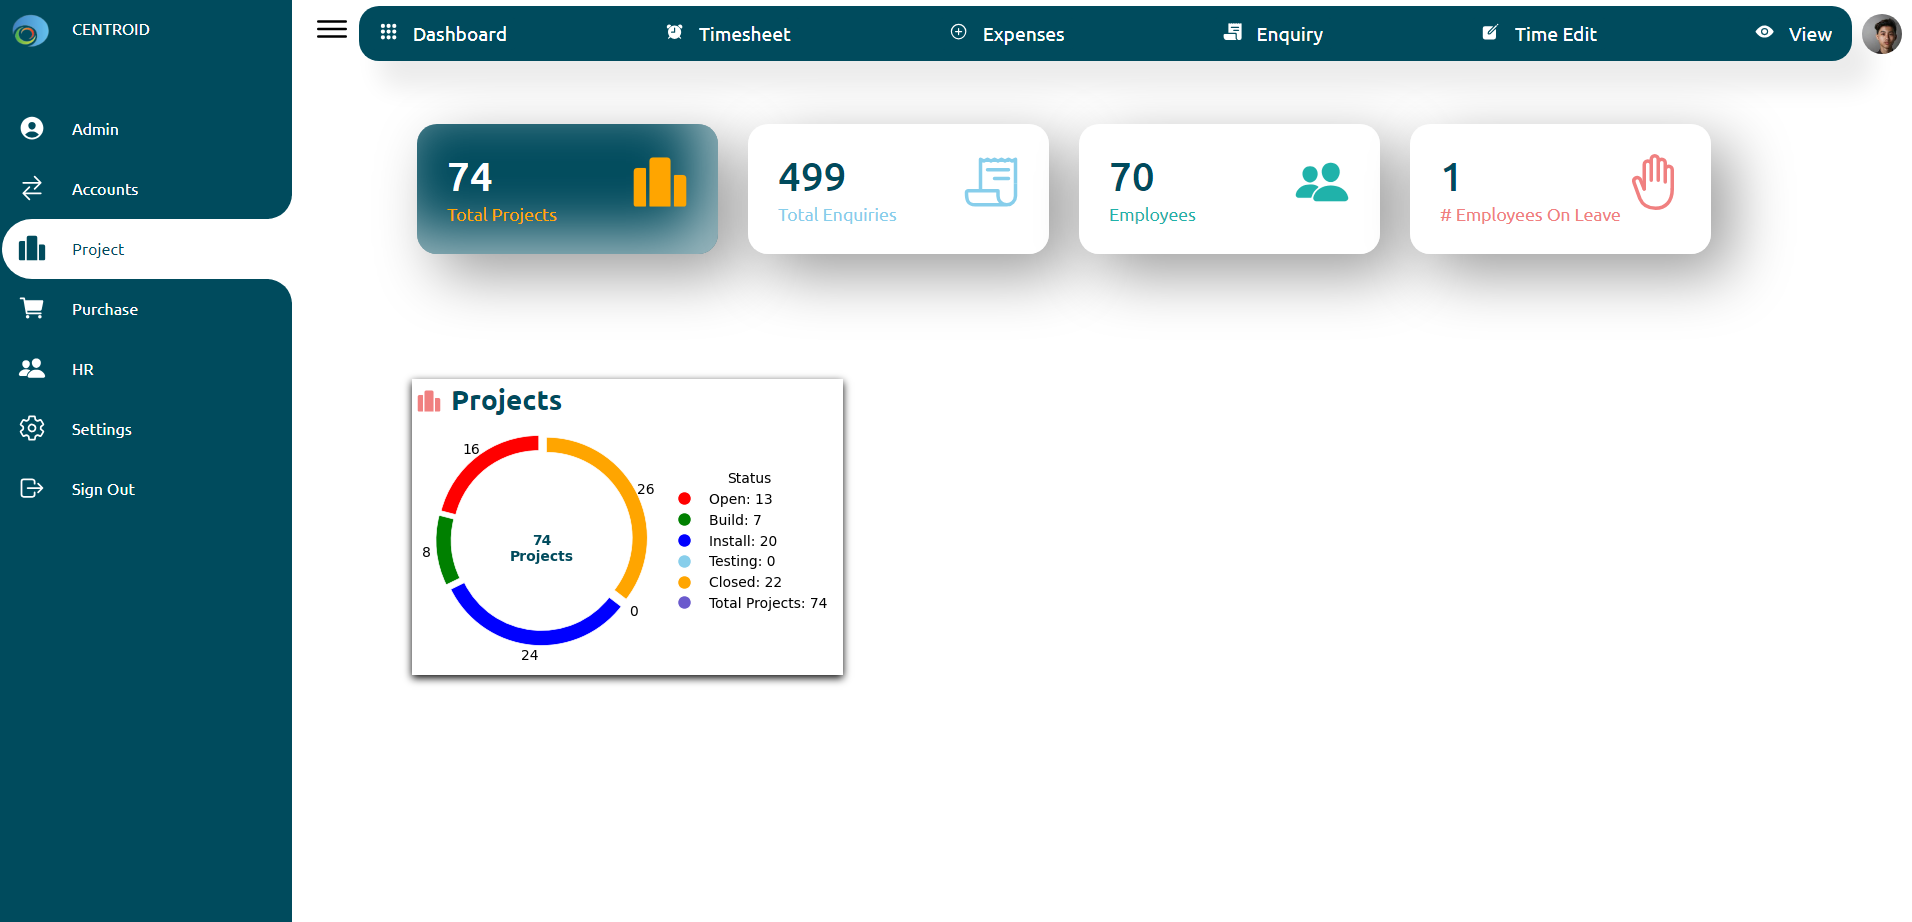 CENTROID
Dashboard
Timesheet
Expenses
Enquiry
Time Edit
View
Admin
Accounts
Project
Purchase
HR
Settings
Sign Out
74
Total Projects
499
Total Enquiries
70
Employees
1
# Employees On Leave
Projects
16
26
8
0
24
74
Projects
Status
Open: 13
Build: 7
Install: 20
Testing: 0
Closed: 22
Total Projects: 74